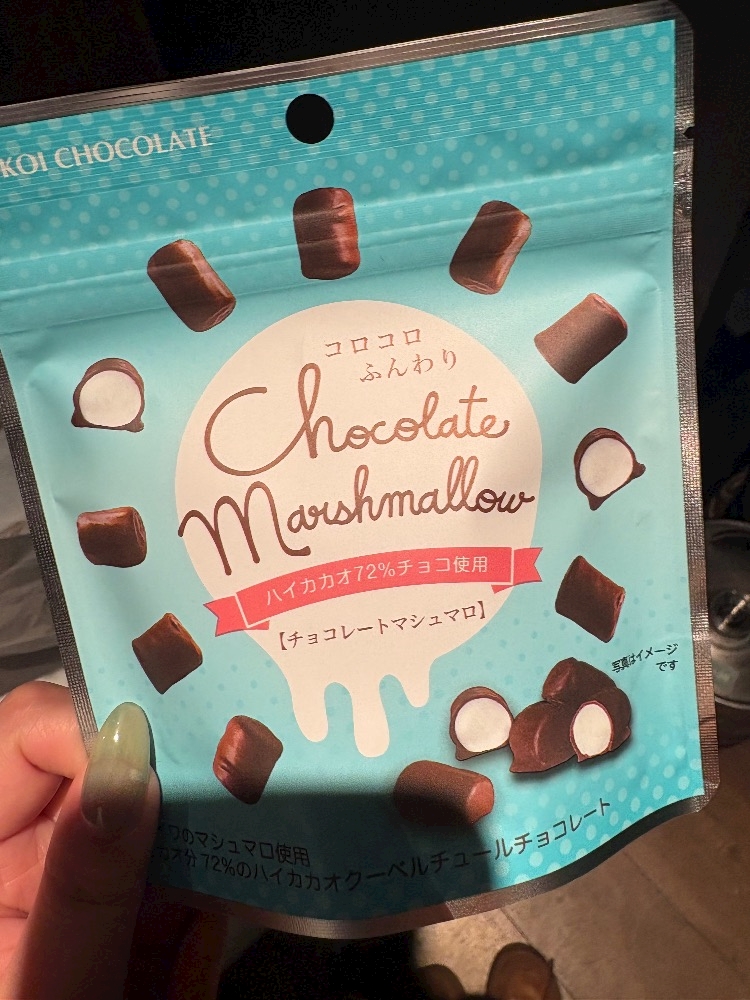 KOI CHOCOLATE
コロコロ
ふんわり
Chocolate
Marshmallow
ハイカカオ72%チョコ使用
【チョコレートマシュマロ】
写真はイメージ
です
のマシュマロ使用
カオ分72%のハイカカオクーベルチュールチョコレート